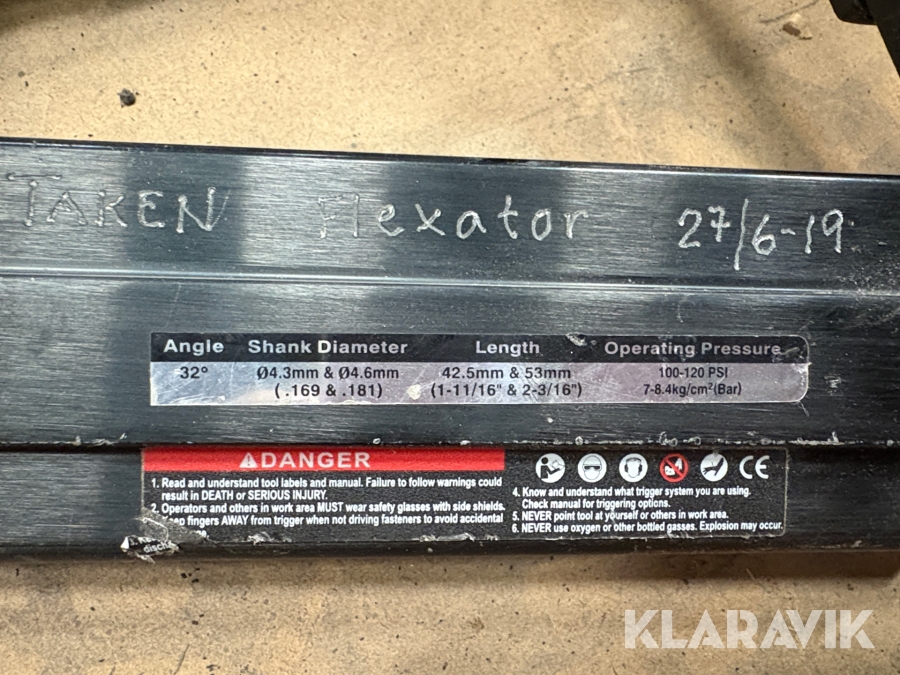 TAKEN Flexator 27/6-19
Angle Shank Diameter Length Operating Pressure
32° Ø4.3mm & Ø4.6mm 42.5mm & 53mm 100-120 PSI
( .169 & .181) (1-11/16" & 2-3/16") 7-8.4kg/cm²(Bar)
DANGER
1. Read and understand tool labels and manual. Failure to follow warnings could
result in DEATH or SERIOUS INJURY.
2. Operators and others in work area MUST wear safety glasses with side shields.
fingers AWAY from trigger when not driving fasteners to avoid accidental
CE
4. Know and understand what trigger system you are using.
Check manual for triggering options.
5. NEVER point tool at yourself or others in work area.
6. NEVER use oxygen or other bottled gasses. Explosion may occur.
KLARAVIK